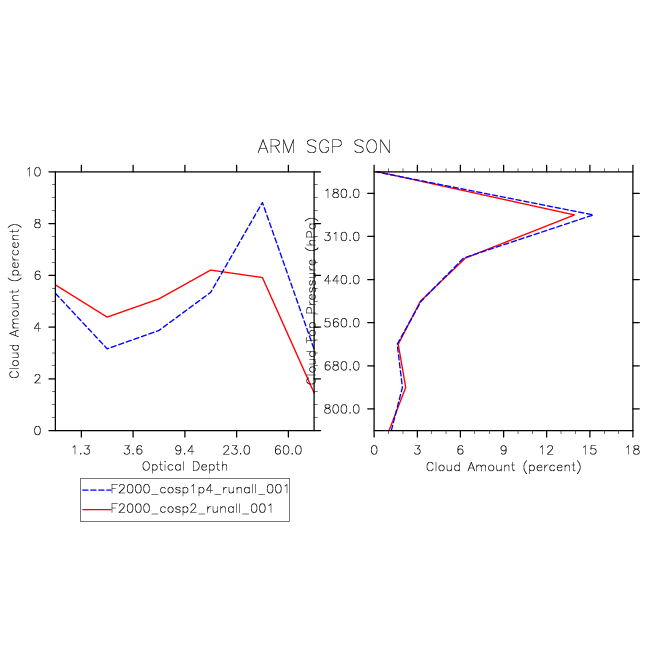 ARM SGP SON
Cloud Amount (percent)
10
8
6
4
2
0
1.3 3.6 9.4 23.0 60.0
Optical Depth
Cloud Top Pressure (hPa)
180.0
310.0
440.0
560.0
680.0
800.0
0 3 6 9 12 15 18
Cloud Amount (percent)
F2000_cosp1p4_runall_001
F2000_cosp2_runall_001